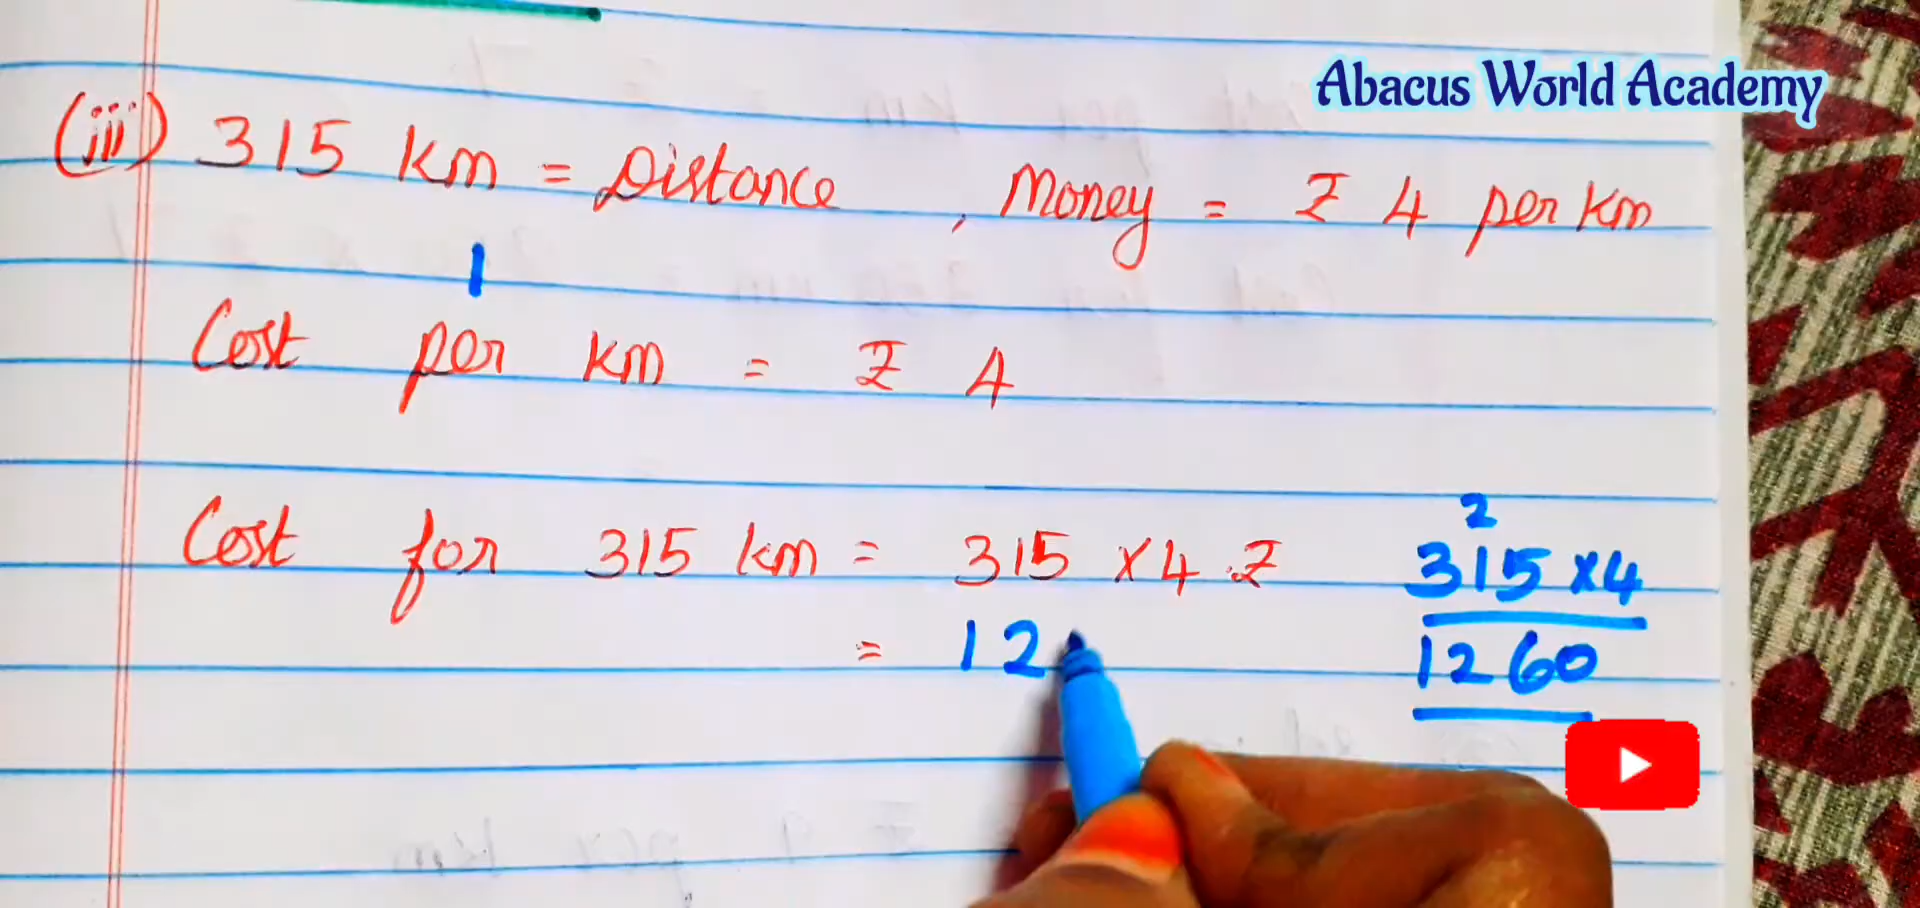 Abacus World Academy
(iii) 315 km = Distance , Money = ₹ 4 per km
1
Cost per km = ₹ 4
2
Cost for 315 km = 315 × 4 ₹ 315 × 4
= 12 1260